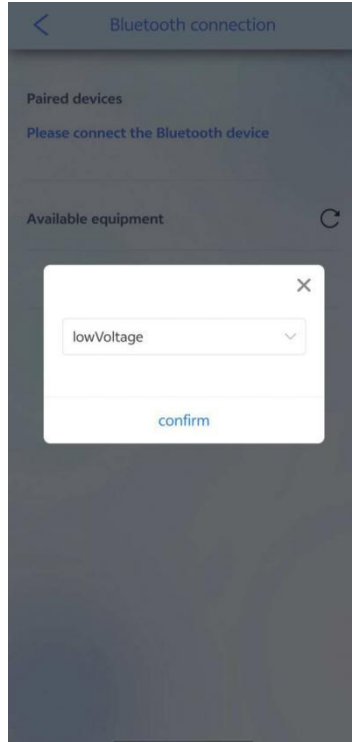 Bluetooth connection
Paired devices
Please connect the Bluetooth device
Available equipment
lowVoltage
confirm